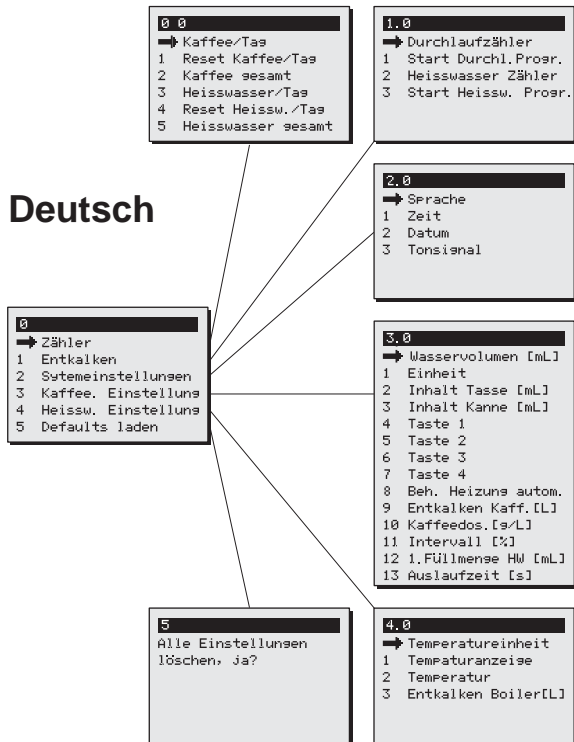 0 0
Kaffee/Tag
1 Reset Kaffee/Tag
2 Kaffee gesamt
3 Heisswasser/Tag
4 Reset Heissw./Tag
5 Heisswasser gesamt
1.0
Durchlaufzähler
1 Start Durchl.Progr.
2 Heisswasser Zähler
3 Start Heissw. Progr.
Deutsch
2.0
Sprache
1 Zeit
2 Datum
3 Tonsignal
0
Zähler
1 Entkalken
2 Sytemeinstellungen
3 Kaffee. Einstellung
4 Heissw. Einstellung
5 Defaults laden
3.0
Wasservolumen [mL]
1 Einheit
2 Inhalt Tasse [mL]
3 Inhalt Kanne [mL]
4 Taste 1
5 Taste 2
6 Taste 3
7 Taste 4
8 Beh. Heizung autom.
9 Entkalken Kaff.[L]
10 Kaffeedos.[g/L]
11 Intervall [%]
12 1.Füllmenge HW [mL]
13 Auslaufzeit [s]
5
Alle Einstellungen
löschen, ja?
4.0
Temperatureinheit
1 Tempaturanzeige
2 Temperatur
3 Entkalken Boiler[L]